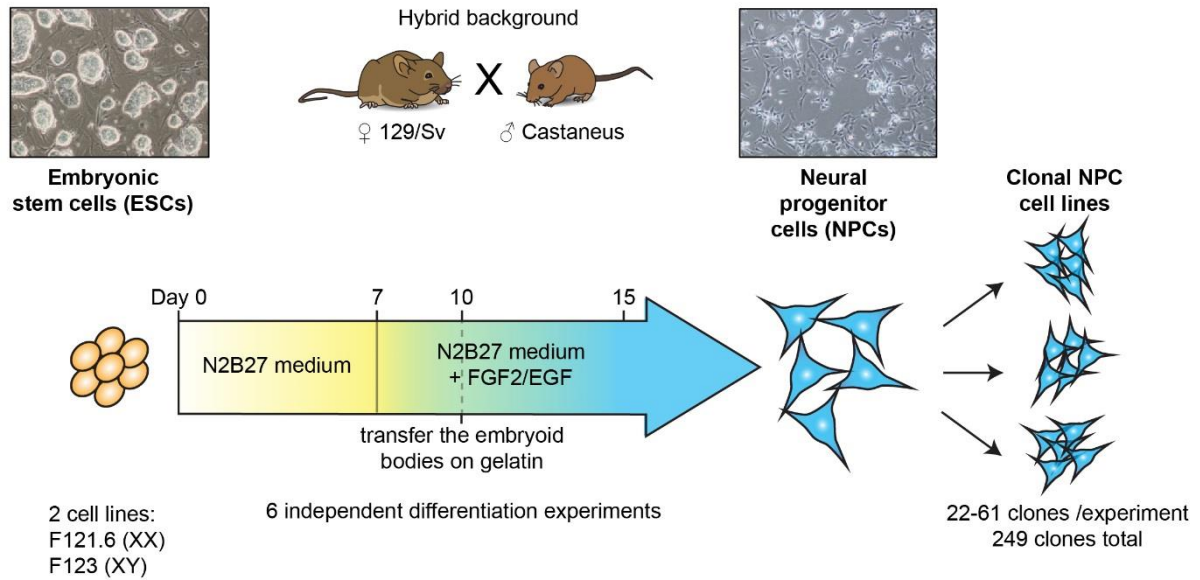 Hybrid background
X
♀ 129/Sv
♂ Castaneus
Embryonic
stem cells (ESCs)
Neural
progenitor
cells (NPCs)
Clonal NPC
cell lines
Day 0
7
10
15
N2B27 medium
N2B27 medium
+ FGF2/EGF
transfer the embryoid
bodies on gelatin
2 cell lines:
F121.6 (XX)
F123 (XY)
6 independent differentiation experiments
22-61 clones /experiment
249 clones total